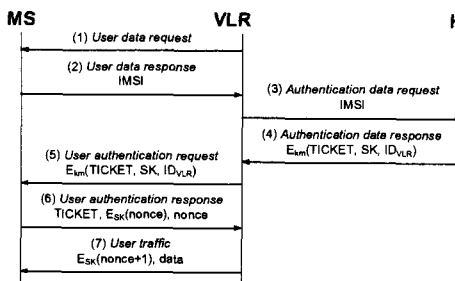 MS VLR
(1) User data request
(2) User data response
IMSI
(3) Authentication data request
IMSI
(4) Authentication data response
Ekm(TICKET, SK, IDVLR)
(5) User authentication request
Ekm(TICKET, SK, IDVLR)
(6) User authentication response
TICKET, ESK(nonce), nonce
(7) User traffic
ESK(nonce+1), data